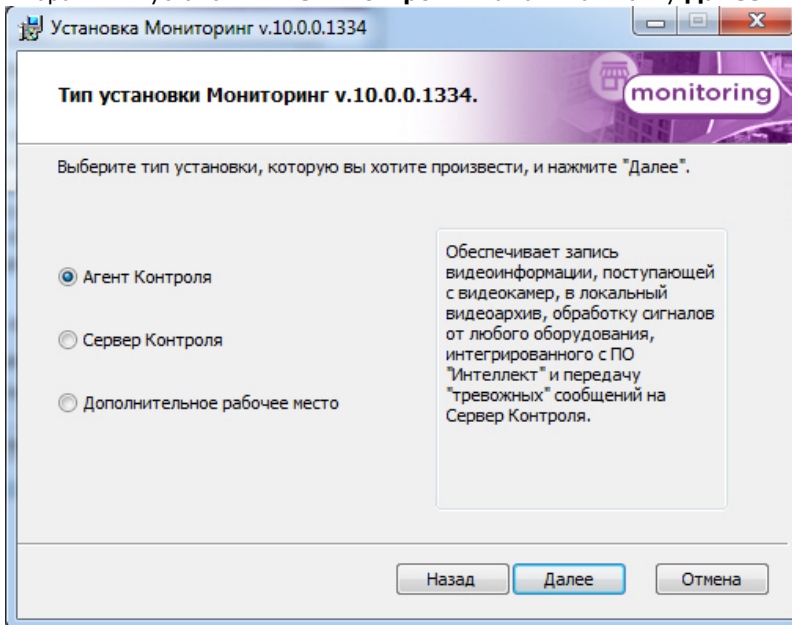 Установка Мониторинг v.10.0.0.1334
Тип установки Мониторинг v.10.0.0.1334.
monitoring
Выберите тип установки, которую вы хотите произвести, и нажмите "Далее".
Агент Контроля
Сервер Контроля
Дополнительное рабочее место
Обеспечивает запись
видеоинформации, поступающей
с видеокамер, в локальный
видеоархив, обработку сигналов
от любого оборудования,
интегрированного с ПО
"Интеллект" и передачу
"тревожных" сообщений на
Сервер Контроля.
Назад
Далее
Отмена